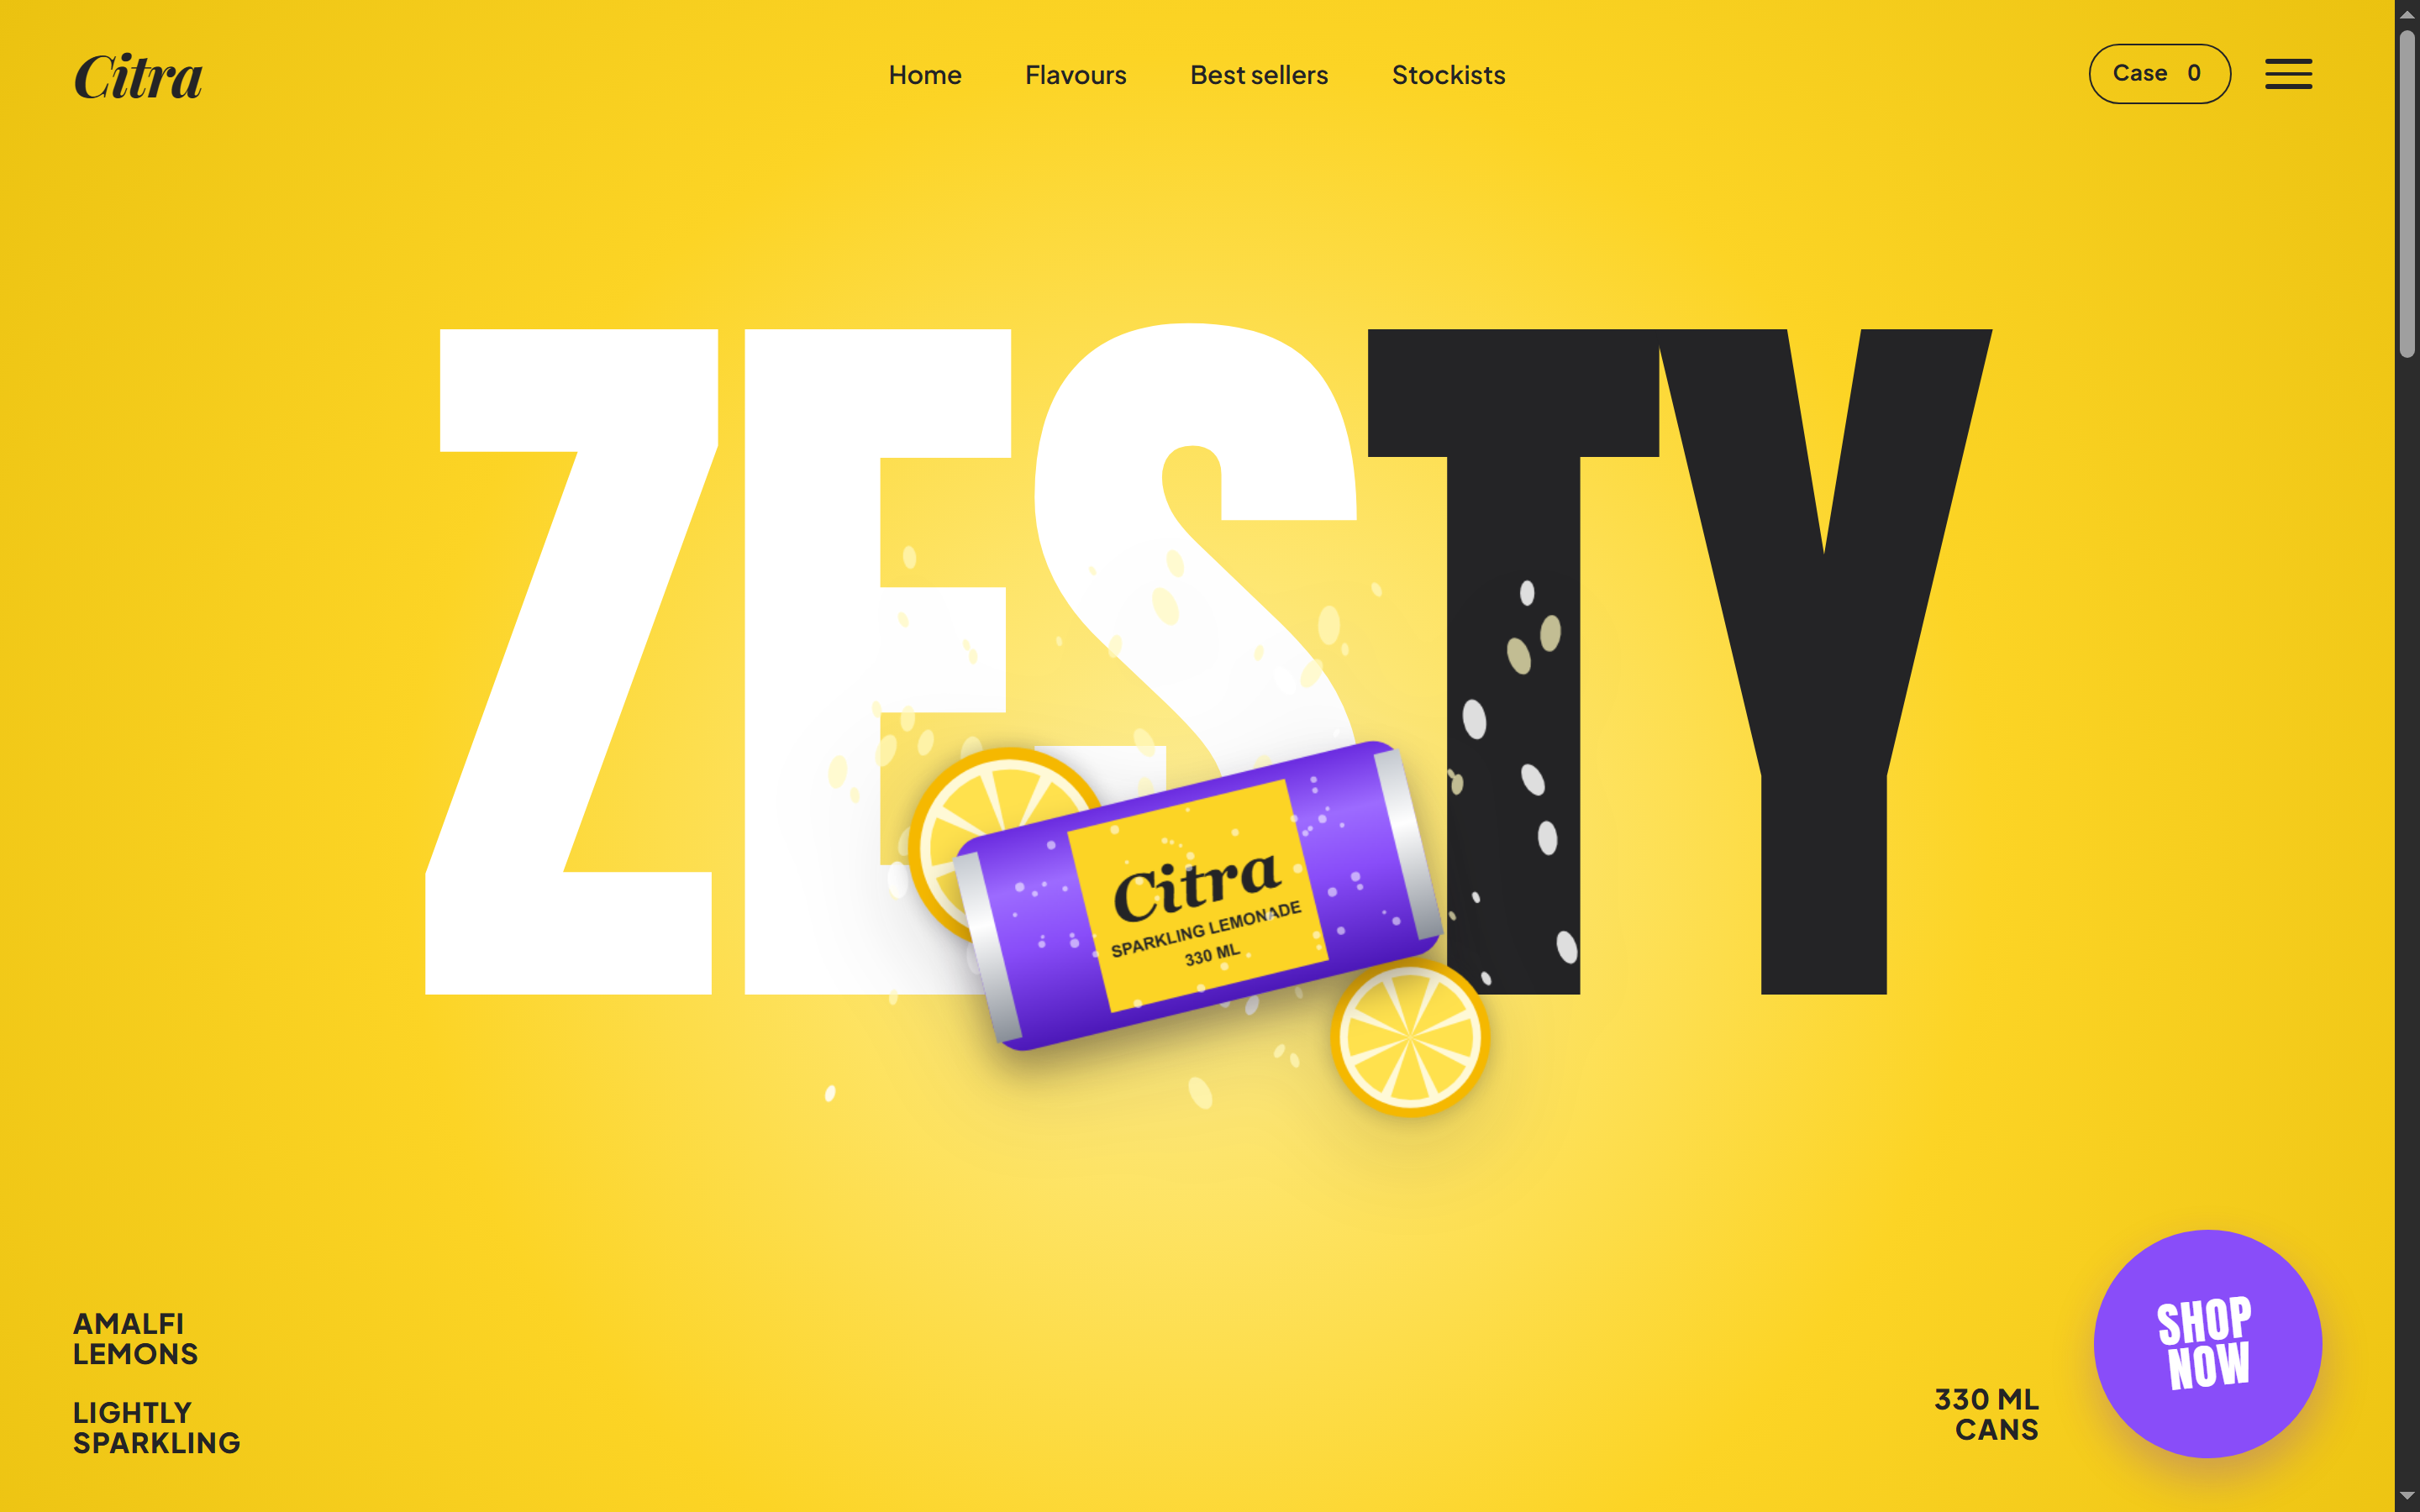 Citra
Home Flavours Best sellers Stockists
Case 0
ZESTY
Citra
SPARKLING LEMONADE
330 ML
AMALFI
LEMONS
LIGHTLY
SPARKLING
330 ML
CANS
SHOP
NOW